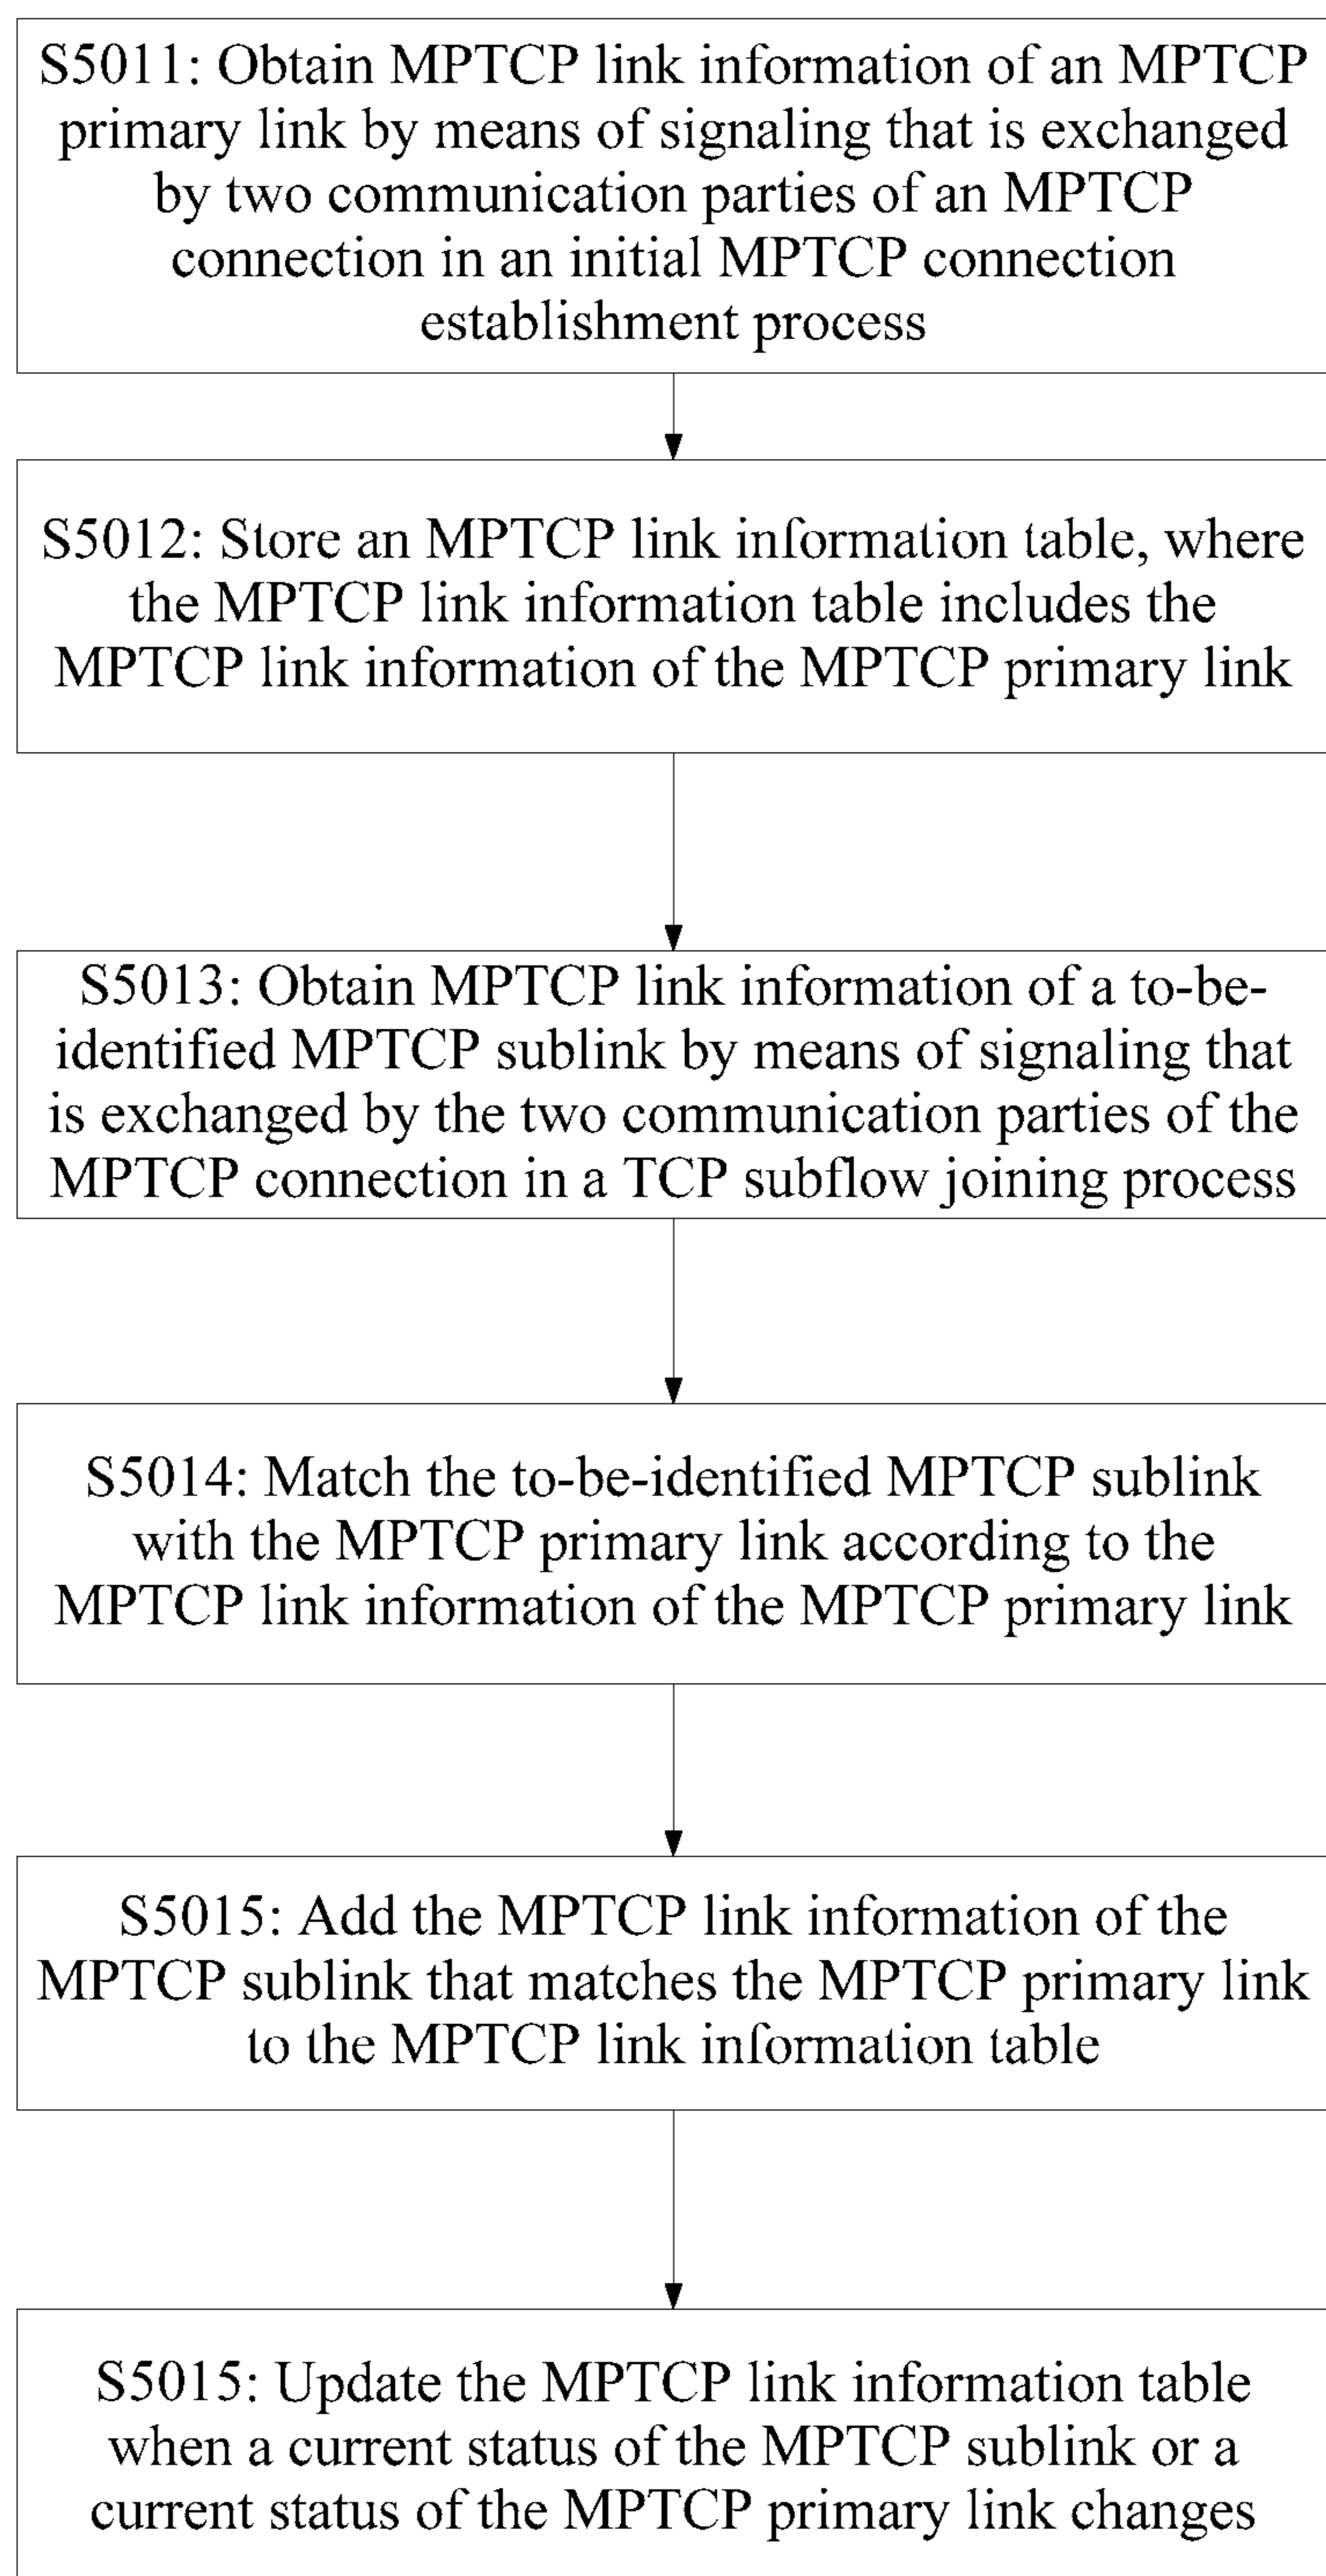 S5011: Obtain MPTCP link information of an MPTCP
primary link by means of signaling that is exchanged
by two communication parties of an MPTCP
connection in an initial MPTCP connection
establishment process
S5012: Store an MPTCP link information table, where
the MPTCP link information table includes the
MPTCP link information of the MPTCP primary link
S5013: Obtain MPTCP link information of a to-be-
identified MPTCP sublink by means of signaling that
is exchanged by the two communication parties of the
MPTCP connection in a TCP subflow joining process
S5014: Match the to-be-identified MPTCP sublink
with the MPTCP primary link according to the
MPTCP link information of the MPTCP primary link
S5015: Add the MPTCP link information of the
MPTCP sublink that matches the MPTCP primary link
to the MPTCP link information table
S5015: Update the MPTCP link information table
when a current status of the MPTCP sublink or a
current status of the MPTCP primary link changes